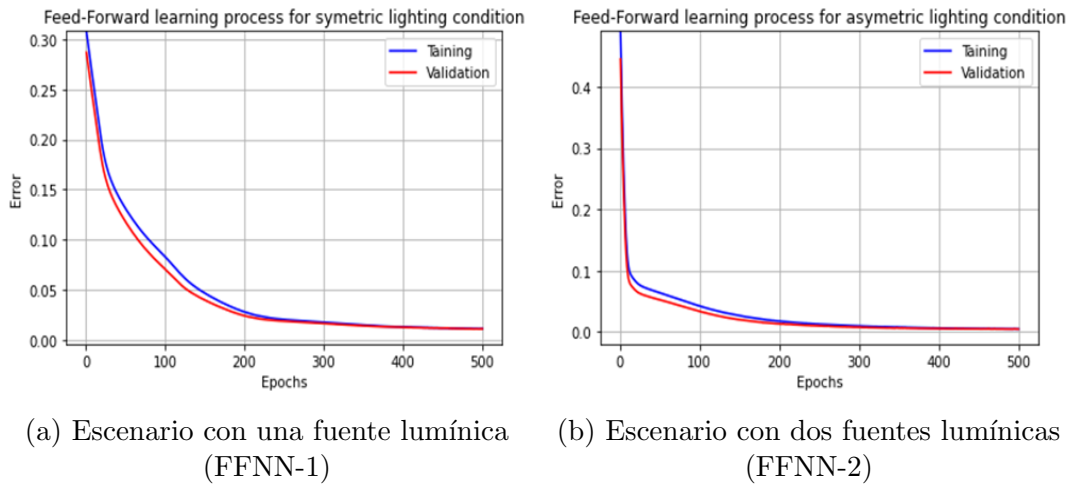 Feed-Forward learning process for symetric lighting condition
0.30
0.25
0.20
0.15
0.10
0.05
0.00
Error
Taining
Validation
0
100
200
300
400
500
Epochs
(a) Escenario con una fuente lumínica
(FFNN-1)
Feed-Forward learning process for asymetric lighting condition
0.4
0.3
0.2
0.1
0.0
Error
Taining
Validation
0
100
200
300
400
500
Epochs
(b) Escenario con dos fuentes lumínicas
(FFNN-2)